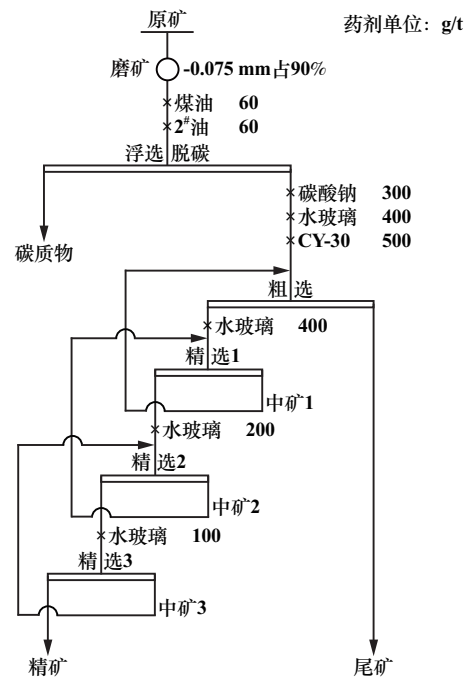 原矿
药剂单位：g/t
磨矿 -0.075 mm占90%
煤油 60
2#油 60
浮选 脱碳
碳酸钠 300
水玻璃 400
CY-30 500
碳质物
粗选
水玻璃 400
精选1
中矿1
水玻璃 200
精选2
中矿2
水玻璃 100
精选3
中矿3
精矿
尾矿